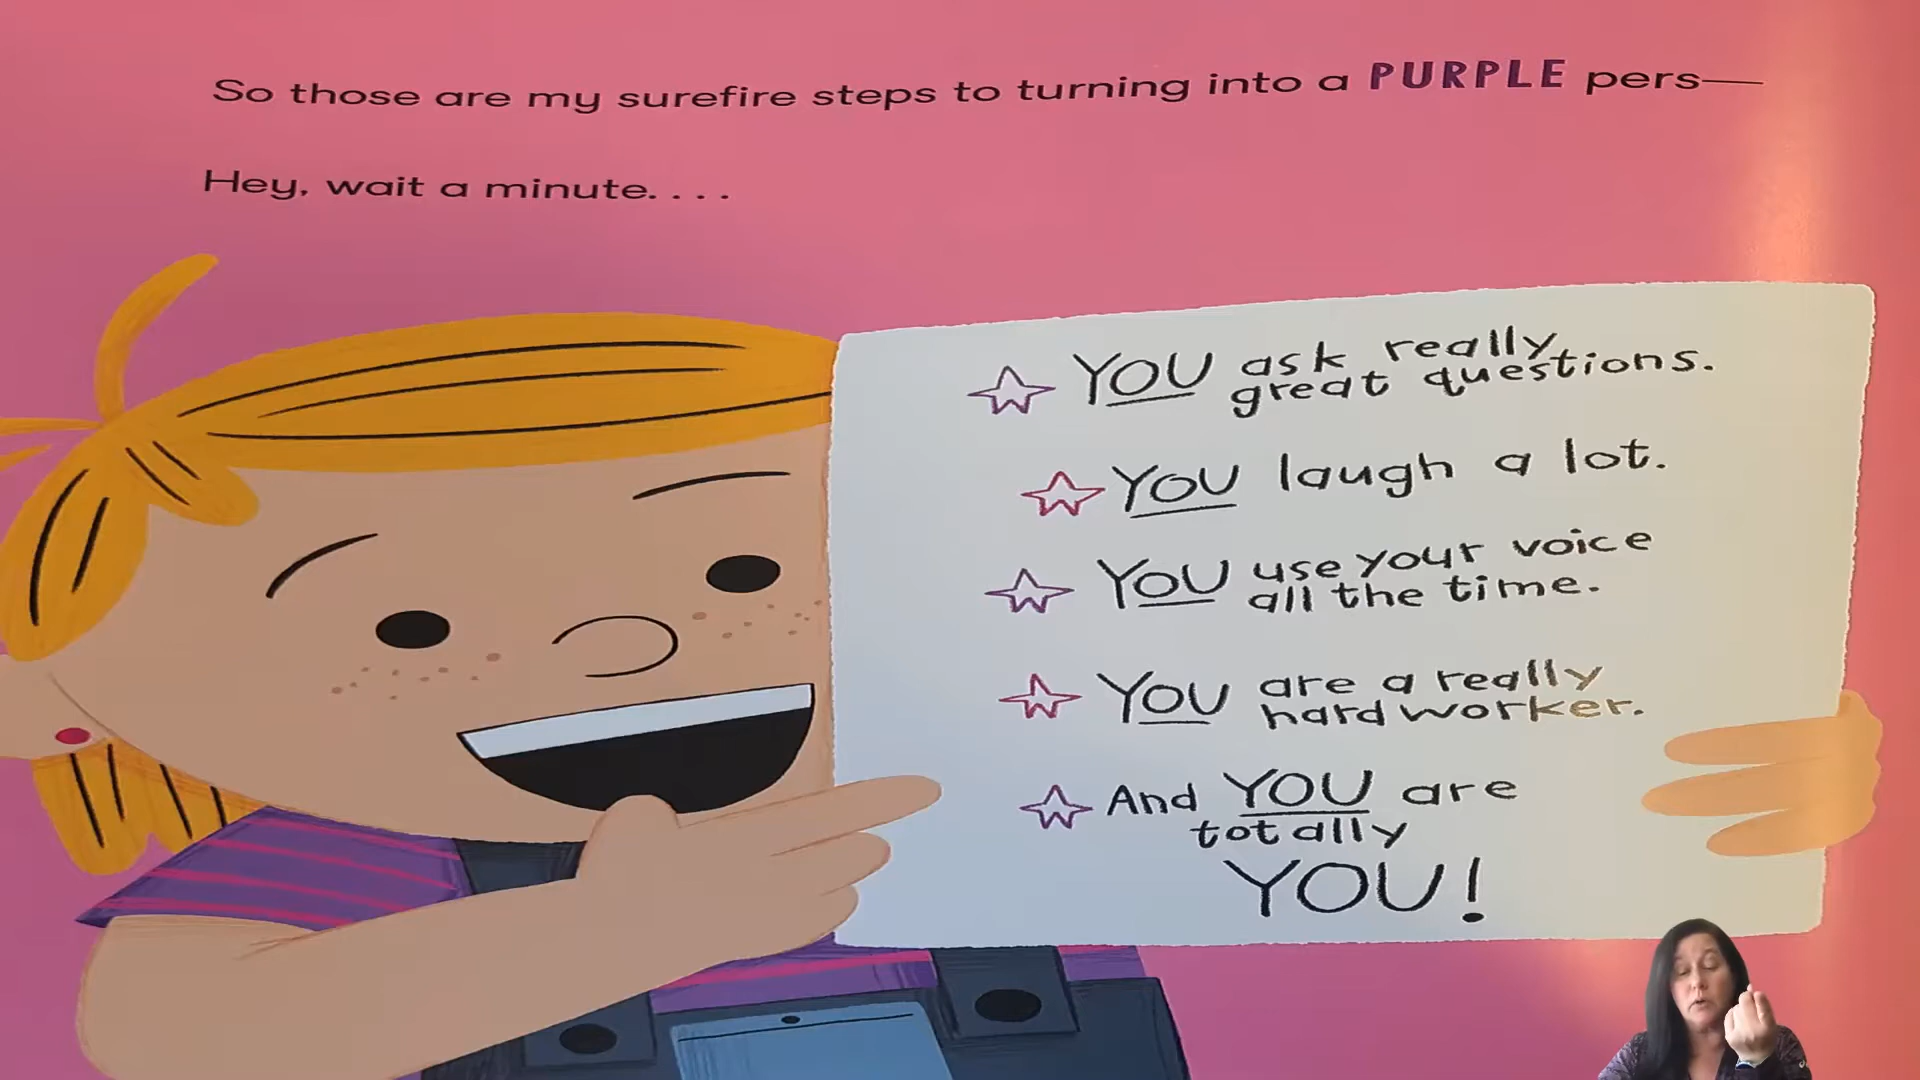 So those are my surefire steps to turning into a PURPLE pers—
Hey, wait a minute. . . .
YOU ask really
great questions.
YOU laugh a lot.
YOU use your voice
all the time.
YOU are a really
hard worker.
And YOU are
totally
YOU!